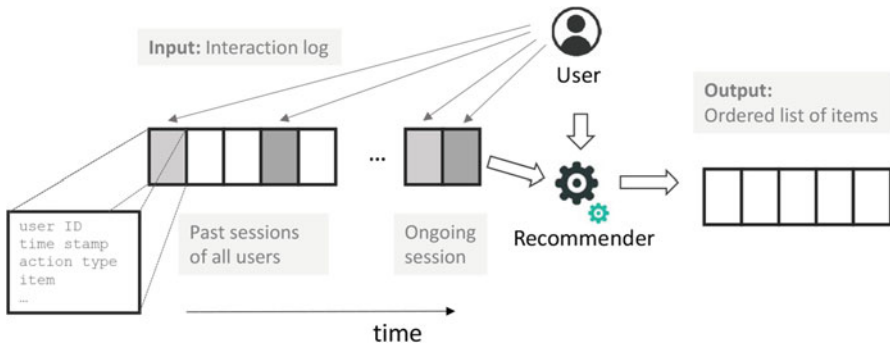 Input: Interaction log
User
Output:
Ordered list of items
...
user ID
time stamp
action type
item
…
Past sessions
of all users
Ongoing
session
Recommender
time